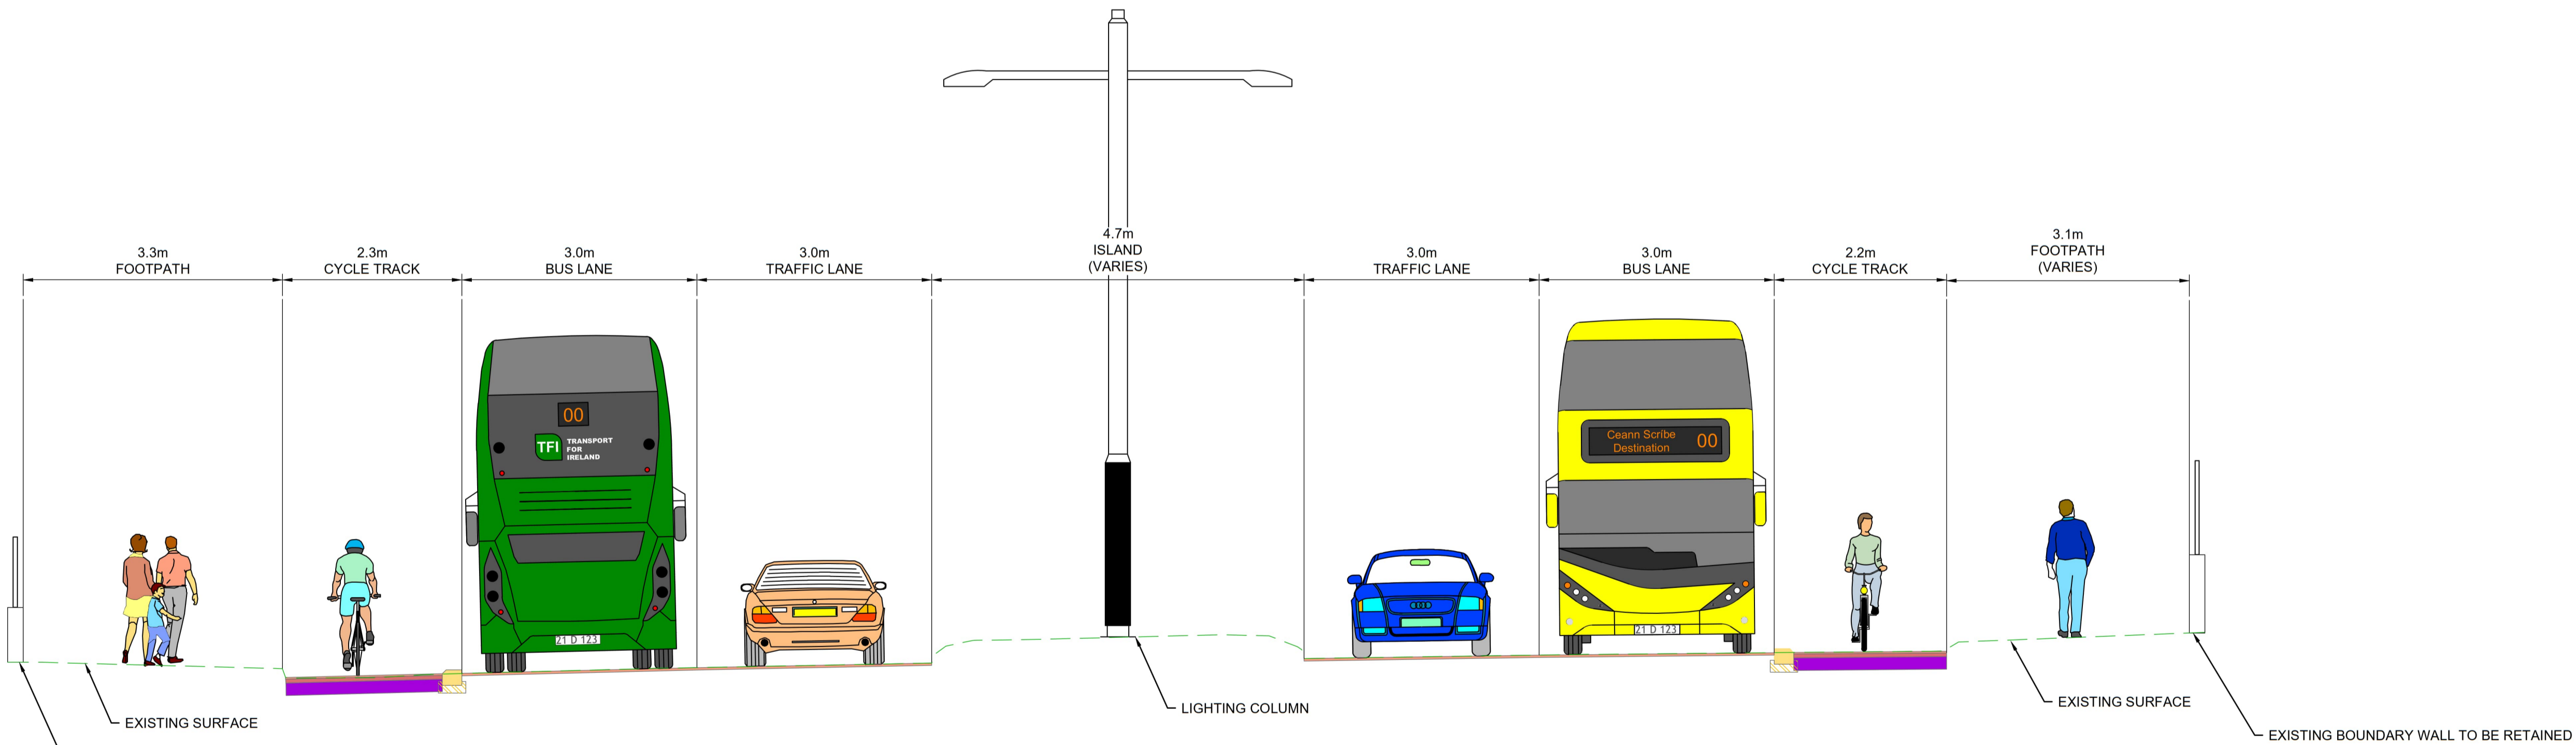 3.3m
FOOTPATH
2.3m
CYCLE TRACK
3.0m
BUS LANE
3.0m
TRAFFIC LANE
4.7m
ISLAND
(VARIES)
3.0m
TRAFFIC LANE
3.0m
BUS LANE
2.2m
CYCLE TRACK
3.1m
FOOTPATH
(VARIES)
00
TFI
TRANSPORT
FOR
IRELAND
21 D 123
Ceann Scríbe
Destination
00
21 D 123
EXISTING SURFACE
LIGHTING COLUMN
EXISTING SURFACE
EXISTING BOUNDARY WALL TO BE RETAINED